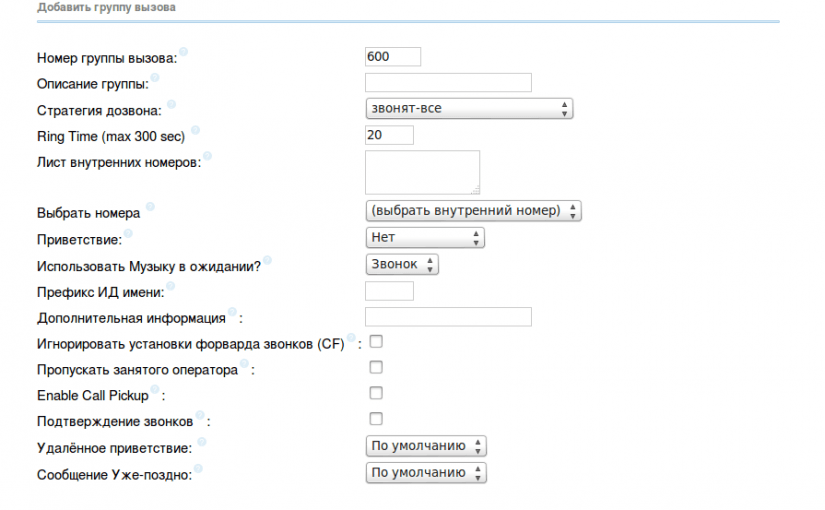 Добавить группу вызова
Номер группы вызова: 600
Описание группы:
Стратегия дозвона: звонят-все
Ring Time (max 300 sec) 20
Лист внутренних номеров:
Выбрать номера (выбрать внутренний номер)
Приветствие: Нет
Использовать Музыку в ожидании? Звонок
Префикс ИД имени:
Дополнительная информация :
Игнорировать установки форварда звонков (CF) :
Пропускать занятого оператора :
Enable Call Pickup :
Подтверждение звонков :
Удалённое приветствие: По умолчанию
Сообщение Уже-поздно: По умолчанию